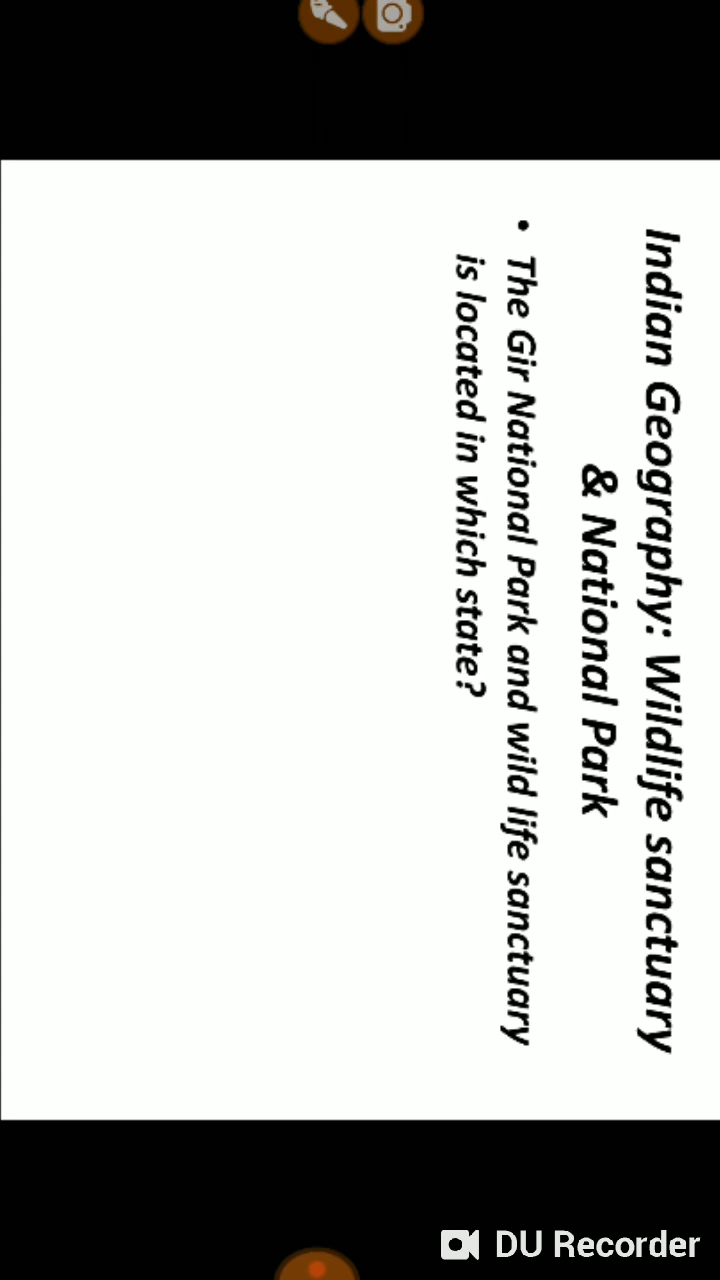 Indian Geography: Wildlife sanctuary
& National Park
• The Gir National Park and wild life sanctuary
is located in which state?
DU Recorder